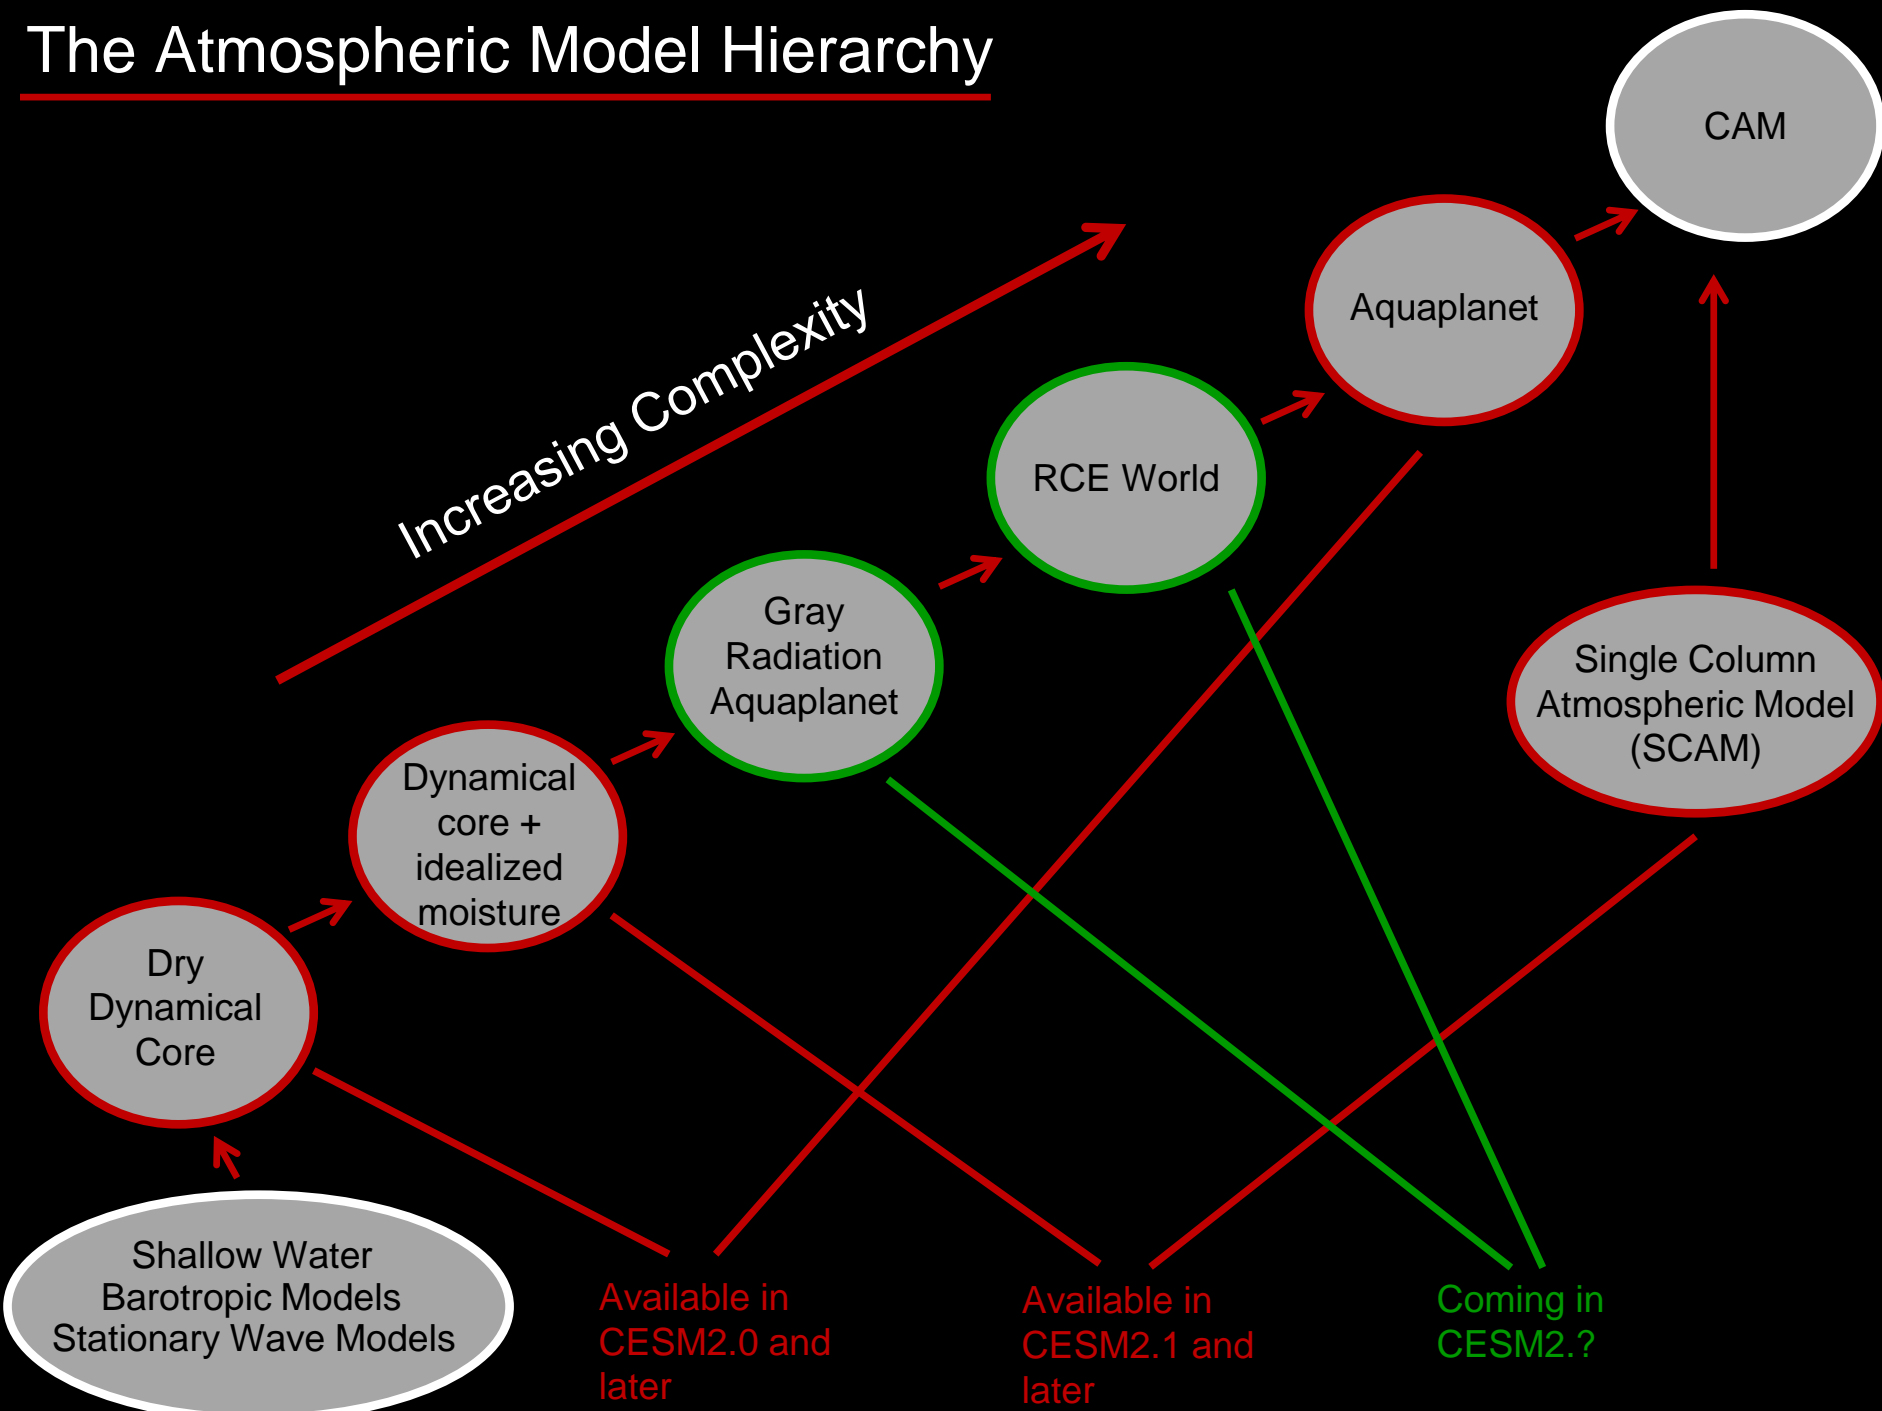 The Atmospheric Model Hierarchy
CAM
Aquaplanet
Increasing Complexity
RCE World
Gray
Radiation
Aquaplanet
Single Column
Atmospheric Model
(SCAM)
Dynamical
core +
idealized
moisture
Dry
Dynamical
Core
Shallow Water
Barotropic Models
Stationary Wave Models
Available in
CESM2.0 and
later
Available in
CESM2.1 and
later
Coming in
CESM2.?